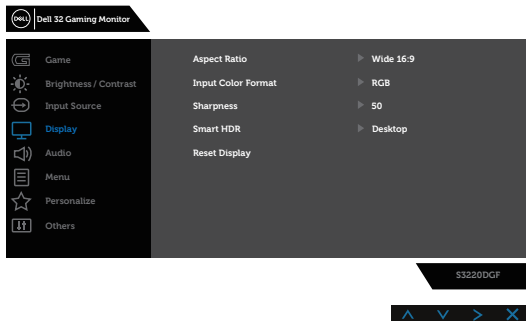 DELL Dell 32 Gaming Monitor
Game
Brightness / Contrast
Input Source
Display
Audio
Menu
Personalize
Others
Aspect Ratio Wide 16:9
Input Color Format RGB
Sharpness 50
Smart HDR Desktop
Reset Display
S3220DGF